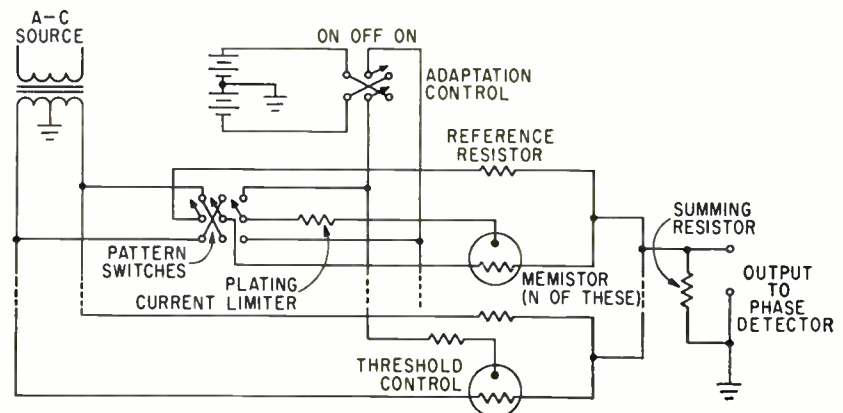 A-C
SOURCE
ON OFF ON
ADAPTATION
CONTROL
REFERENCE
RESISTOR
SUMMING
RESISTOR
PATTERN
SWITCHES
PLATING
CURRENT LIMITER
MEMISTOR
(N OF THESE)
OUTPUT
TO
PHASE
DETECTOR
THRESHOLD
CONTROL